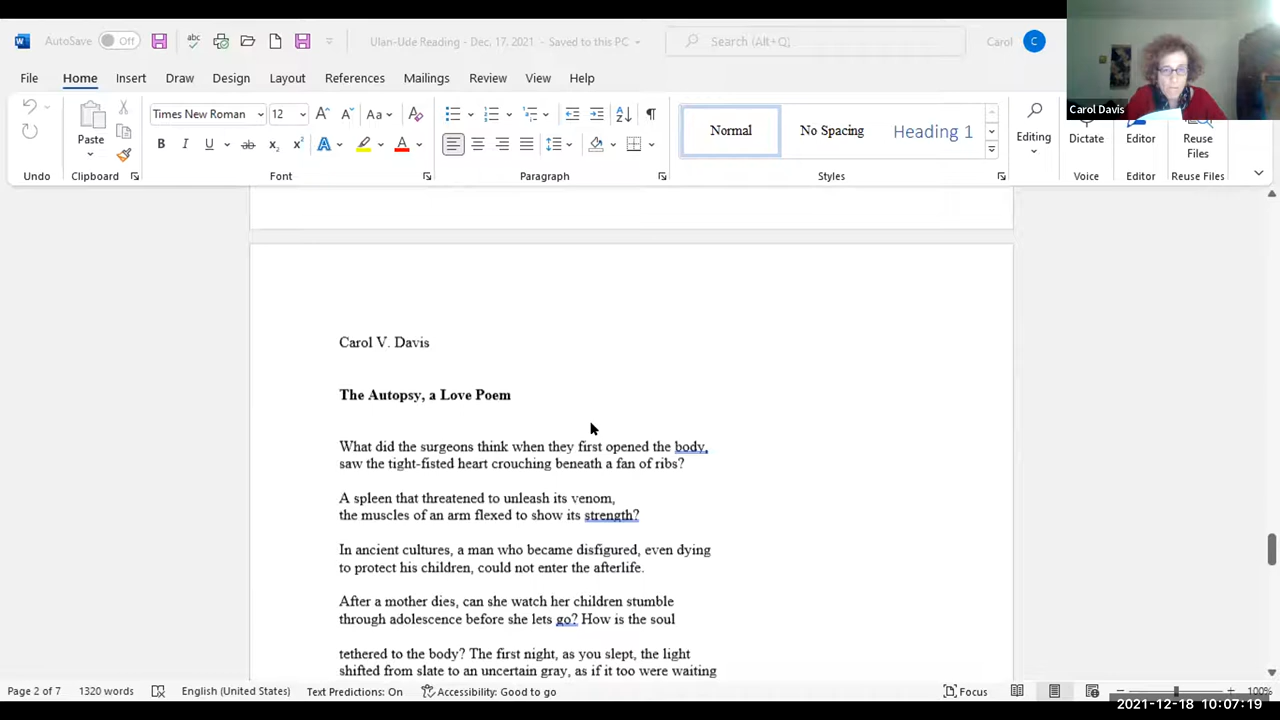 AutoSave Off
Ulan-Ude Reading - Dec. 17, 2021 - Saved to this PC
Search (Alt+Q)
Carol C
File Home Insert Draw Design Layout References Mailings Review View Help
Carol Davis
Times New Roman 12
Aa
Paste
B I U ab x₂ x² A A
Normal
No Spacing
Heading 1
Editing
Dictate
Editor
Reuse
Files
Undo Clipboard Font Paragraph Styles Voice Editor Reuse Files
Carol V. Davis
The Autopsy, a Love Poem
What did the surgeons think when they first opened the body,
saw the tight-fisted heart crouching beneath a fan of ribs?
A spleen that threatened to unleash its venom,
the muscles of an arm flexed to show its strength?
In ancient cultures, a man who became disfigured, even dying
to protect his children, could not enter the afterlife.
After a mother dies, can she watch her children stumble
through adolescence before she lets go? How is the soul
tethered to the body? The first night, as you slept, the light
shifted from slate to an uncertain gray, as if it too were waiting
Page 2 of 7 1320 words English (United States) Text Predictions: On Accessibility: Good to go Focus 100%
2021-12-18 10:07:19